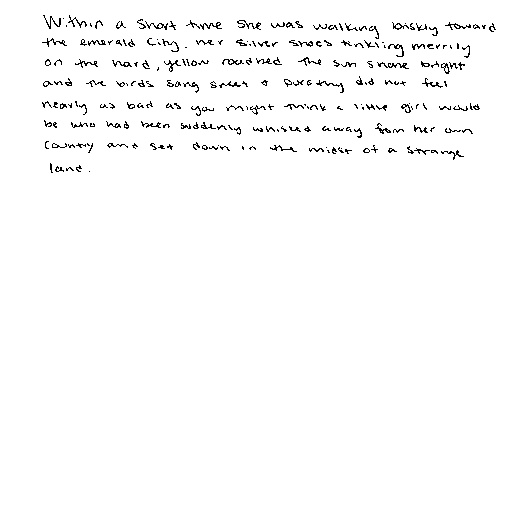 Within a short time she was walking briskly toward
the emerald City. her silver shoes tinkling merrily
on the hard, yellow roadbed the sun shone bright
and the birds sang sweet & did not feel
nearly as bad as you might think a little girl would
be who had been suddenly whisked away from her own
country and set down in the midst of a strange
land.